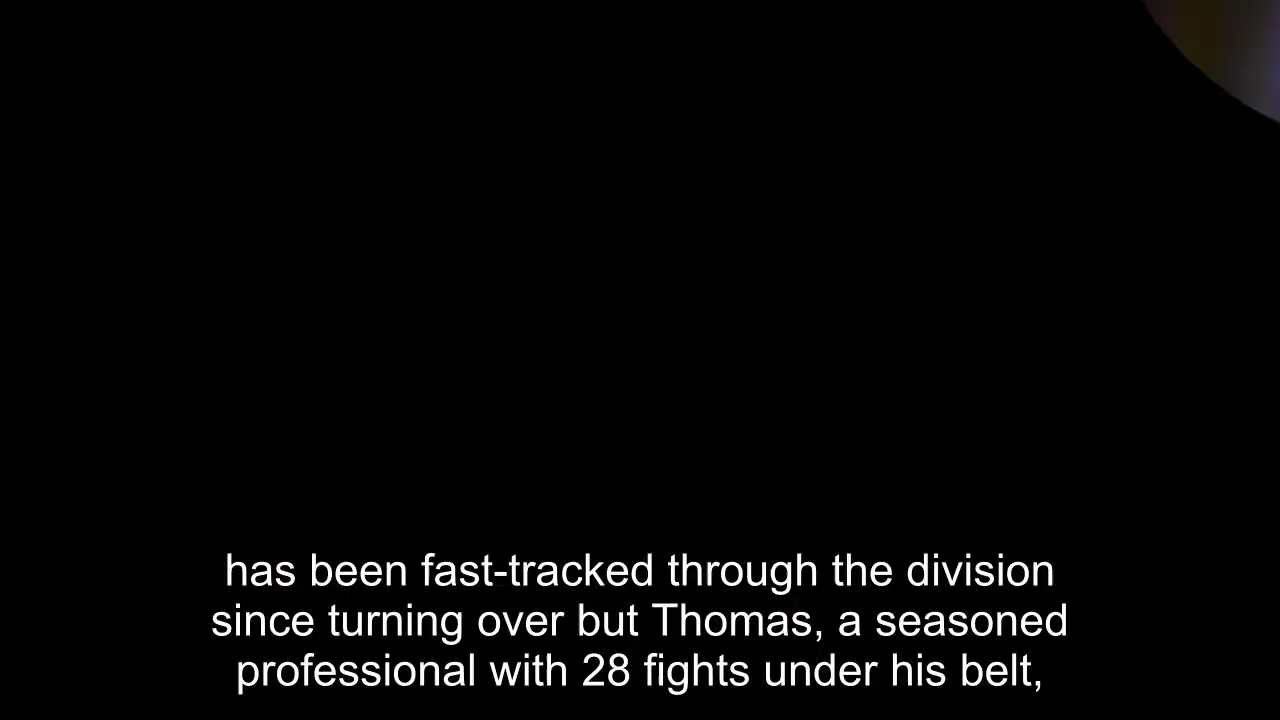 has been fast-tracked through the division
since turning over but Thomas, a seasoned
professional with 28 fights under his belt,